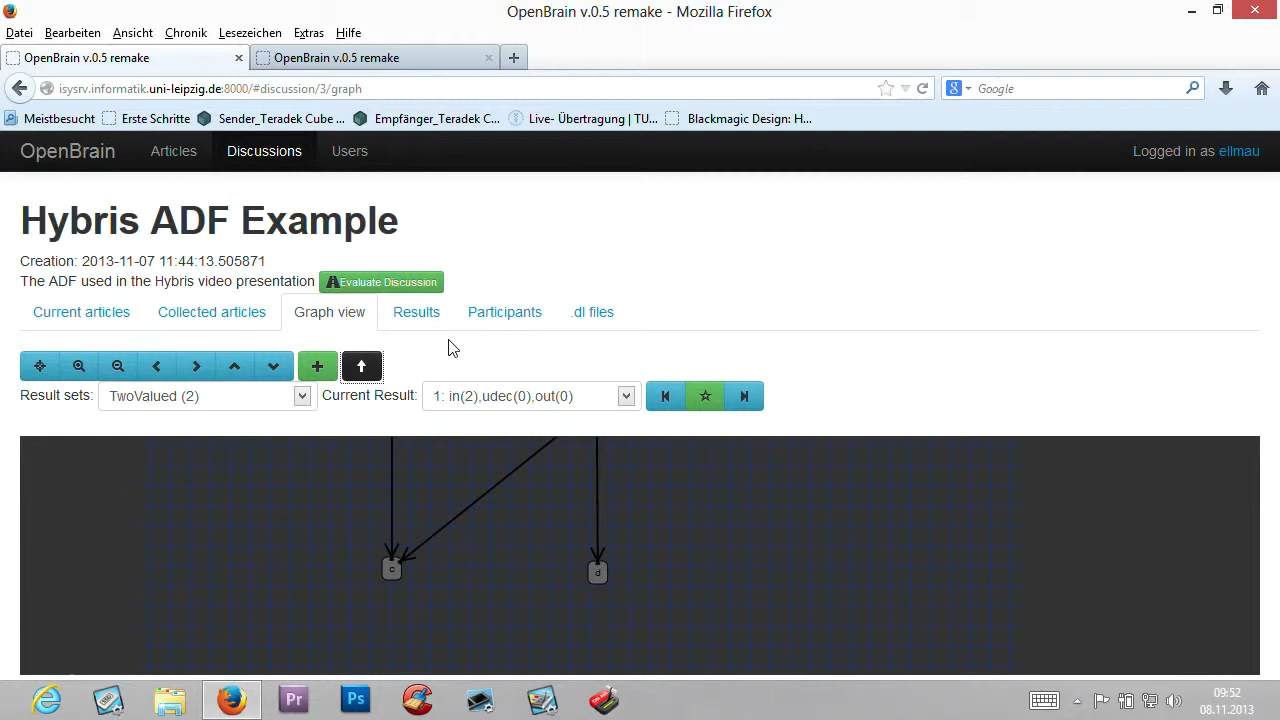 OpenBrain v.0.5 remake - Mozilla Firefox
Datei Bearbeiten Ansicht Chronik Lesezeichen Extras Hilfe
OpenBrain v.0.5 remake OpenBrain v.0.5 remake
isysrv.informatik.uni-leipzig.de:8000/#discussion/3/graph Google
Meistbesucht Erste Schritte Sender_Teradek Cube ... Empfänger_Teradek C... Live- Übertragung | TU... Blackmagic Design: H...
OpenBrain Articles Discussions Users Logged in as ellmau
Hybris ADF Example
Creation: 2013-11-07 11:44:13.505871
The ADF used in the Hybris video presentation Evaluate Discussion
Current articles Collected articles Graph view Results Participants .dl files
Result sets: TwoValued (2) Current Result: 1: in(2),udec(0),out(0)
c d
Pr Ps
09:52
08.11.2013